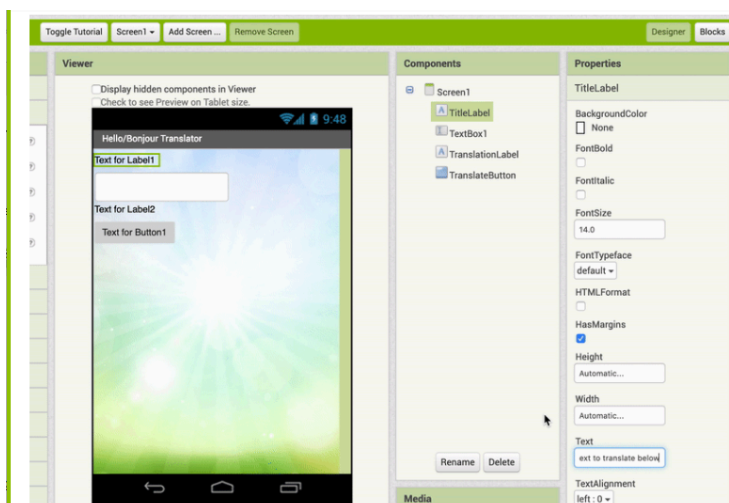 Toggle Tutorial Screen1 Add Screen ... Remove Screen Designer Blocks
Viewer
Display hidden components in Viewer
Check to see Preview on Tablet size.
9:48
Hello/Bonjour Translator
Text for Label1
Text for Label2
Text for Button1
Components
Screen1
TitleLabel
TextBox1
TranslationLabel
TranslateButton
Rename Delete
Media
Properties
TitleLabel
BackgroundColor
None
FontBold
FontItalic
FontSize
14.0
FontTypeface
default
HTMLFormat
HasMargins
Height
Automatic...
Width
Automatic...
Text
ext to translate below
TextAlignment
left : 0